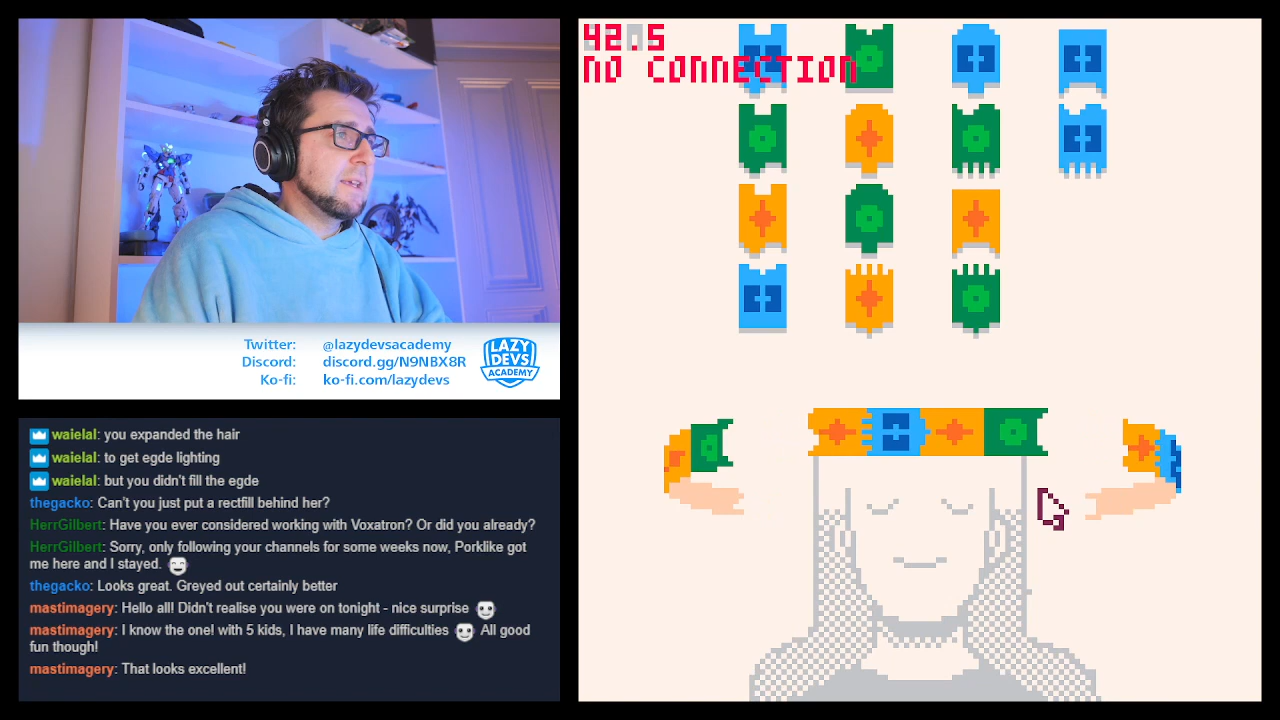 42.5
NO CONNECTION
Twitter: @lazydevsacademy
Discord: discord.gg/N9NBX8R
Ko-fi: ko-fi.com/lazydevs
LAZY
DEVS
ACADEMY
waielal: you expanded the hair
waielal: to get egde lighting
waielal: but you didn't fill the egde
thegacko: Can't you just put a rectfill behind her?
HerrGilbert: Have you ever considered working with Voxatron? Or did you already?
HerrGilbert: Sorry, only following your channels for some weeks now, Porklike got
me here and I stayed.
thegacko: Looks great. Greyed out certainly better
mastimagery: Hello all! Didn't realise you were on tonight - nice surprise
mastimagery: I know the one! with 5 kids, I have many life difficulties All good
fun though!
mastimagery: That looks excellent!